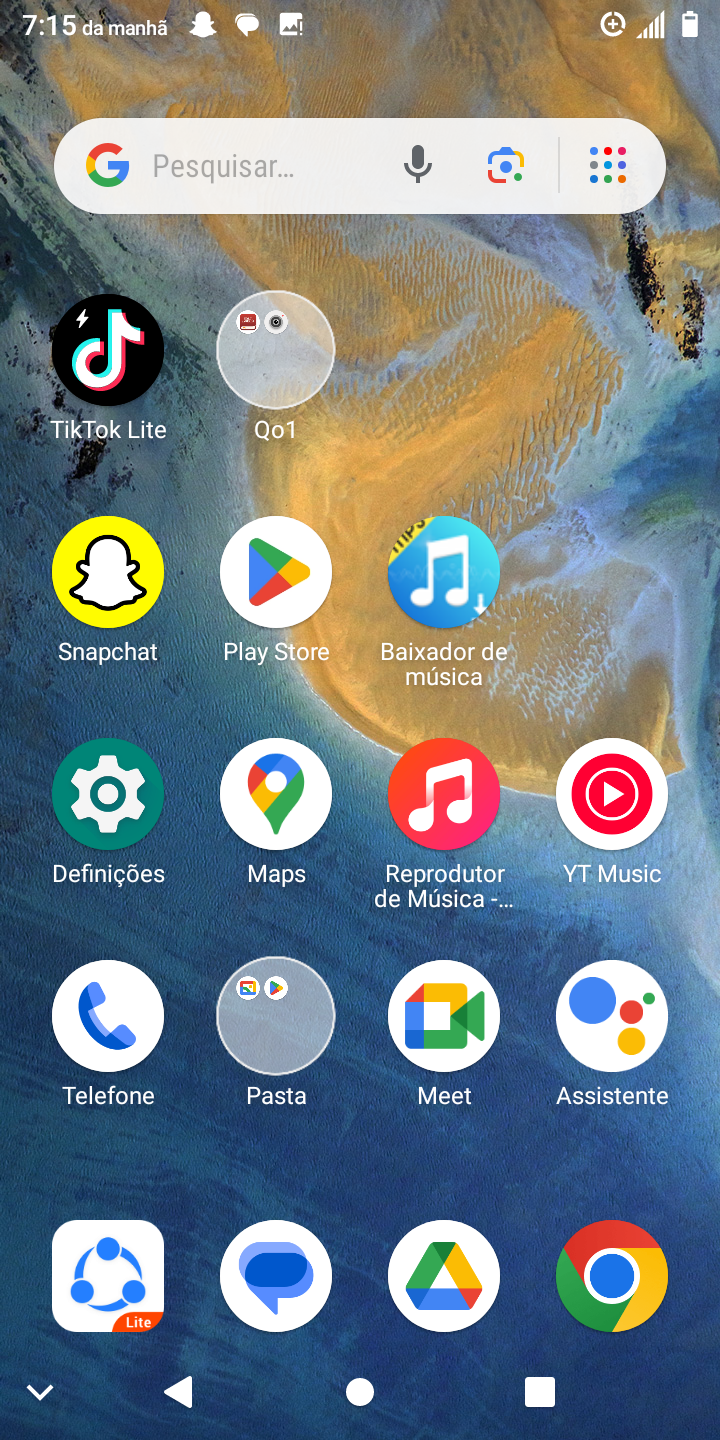 7:15 da manhã
Pesquisar...
TikTok Lite
Qo1
Snapchat
Play Store
Baixador de
música
Definições
Maps
Reprodutor
de Música -...
YT Music
Telefone
Pasta
Meet
Assistente
Lite